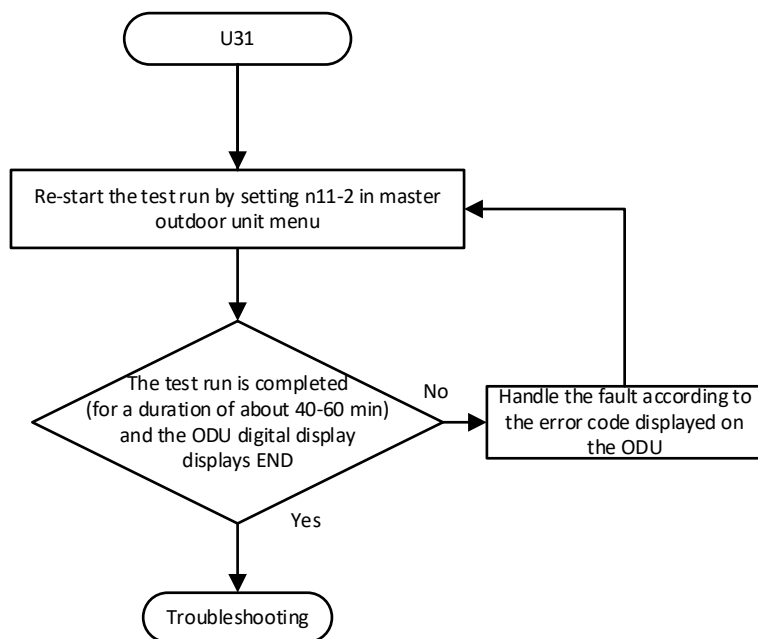 U31
Re-start the test run by setting n11-2 in master
outdoor unit menu
The test run is completed
(for a duration of about 40-60 min)
and the ODU digital display
displays END
No
Handle the fault according to
the error code displayed on
the ODU
Yes
Troubleshooting